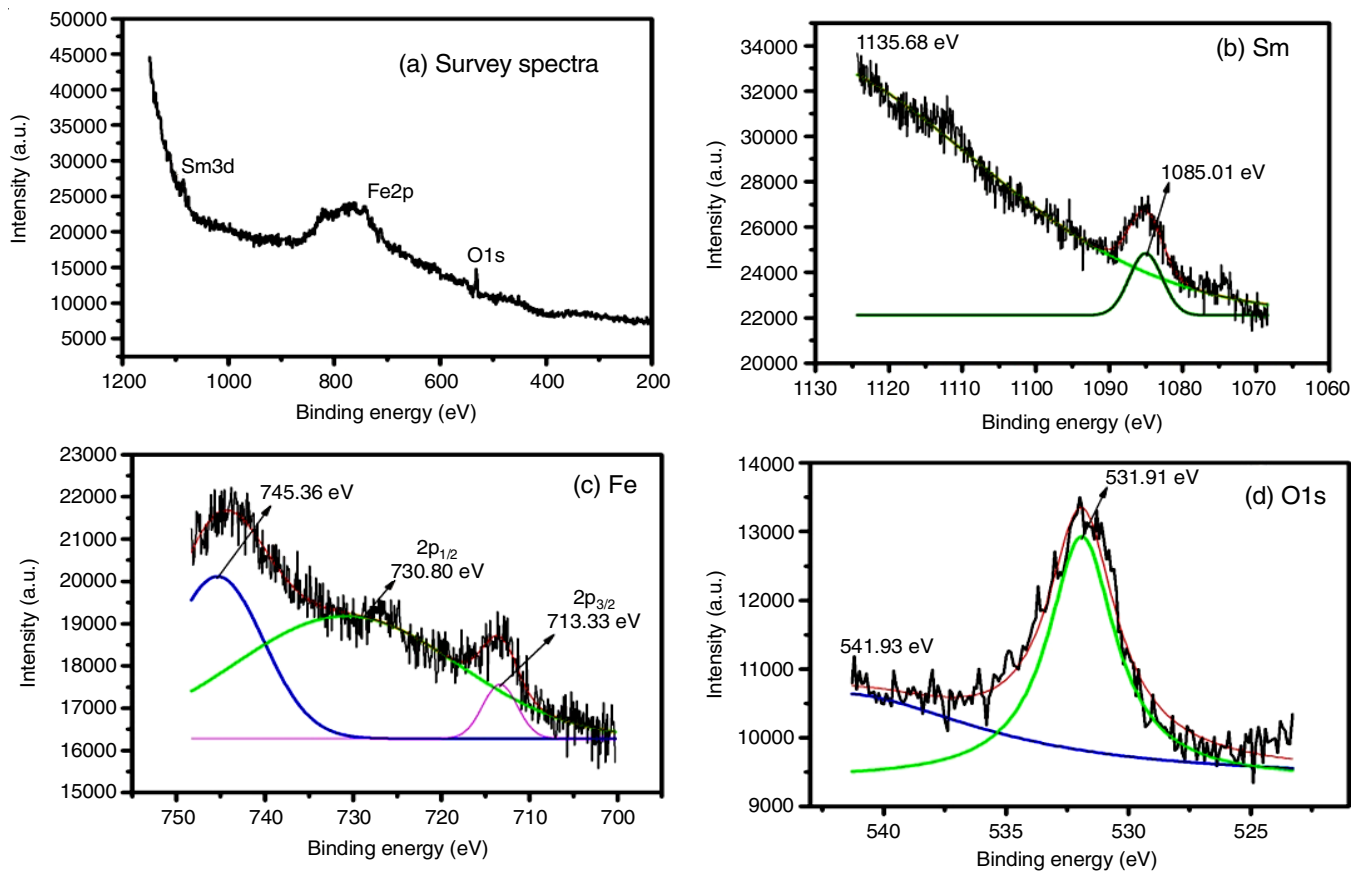 (a) Survey spectra
50000
45000
40000
35000
30000
25000
20000
15000
10000
5000
Intensity (a.u.)
Sm3d
Fe2p
O1s
1200 1000 800 600 400 200
Binding energy (eV)
(b) Sm
34000
32000
30000
28000
26000
24000
22000
20000
Intensity (a.u.)
1135.68 eV
1085.01 eV
1130 1120 1110 1100 1090 1080 1070 1060
Binding energy (eV)
(c) Fe
23000
22000
21000
20000
19000
18000
17000
16000
15000
Intensity (a.u.)
745.36 eV
2p1/2
730.80 eV
2p3/2
713.33 eV
750 740 730 720 710 700
Binding energy (eV)
(d) O1s
14000
13000
12000
11000
10000
9000
Intensity (a.u.)
531.91 eV
541.93 eV
540 535 530 525
Binding energy (eV)